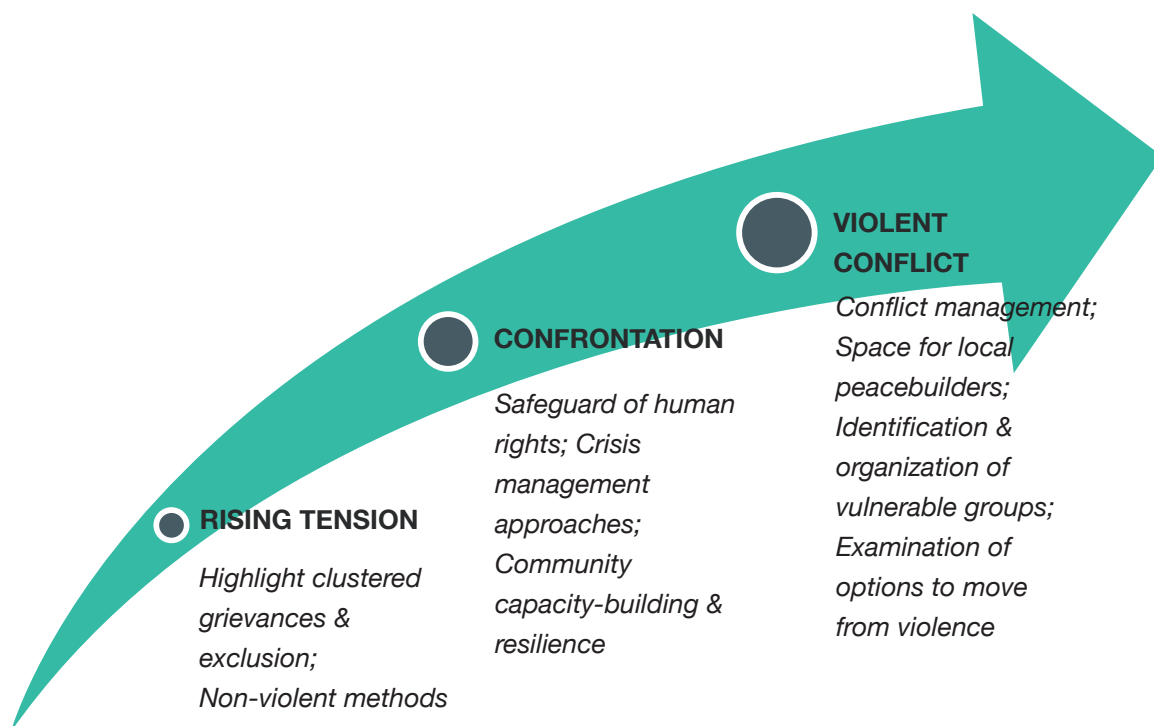 RISING TENSION
Highlight clustered
grievances &
exclusion;
Non-violent methods
CONFRONTATION
Safeguard of human
rights; Crisis
management
approaches;
Community
capacity-building &
resilience
VIOLENT
CONFLICT
Conflict management;
Space for local
peacebuilders;
Identification &
organization of
vulnerable groups;
Examination of
options to move
from violence